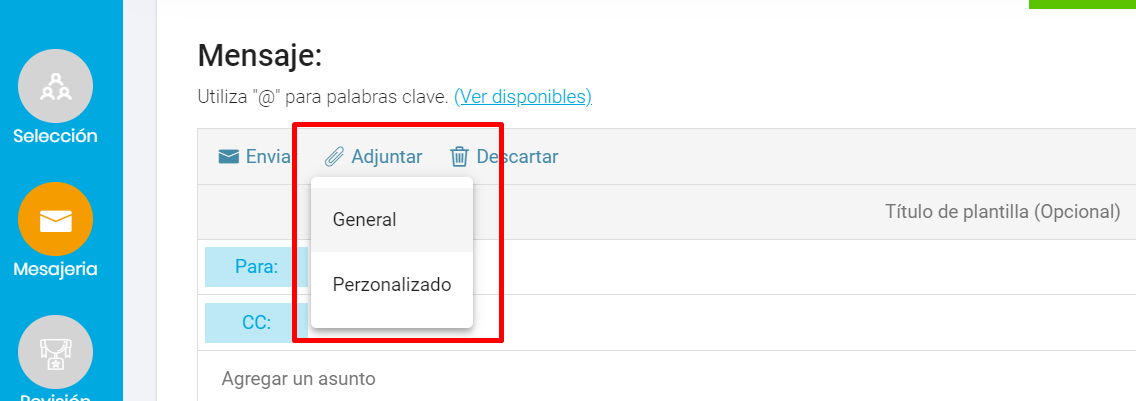 Selección
Mesajeria
Revisión
Mensaje:
Utiliza "@" para palabras clave. (Ver disponibles)
Enviar Adjuntar Descartar
General
Perzonalizado
Título de plantilla (Opcional)
Para:
CC:
Agregar un asunto